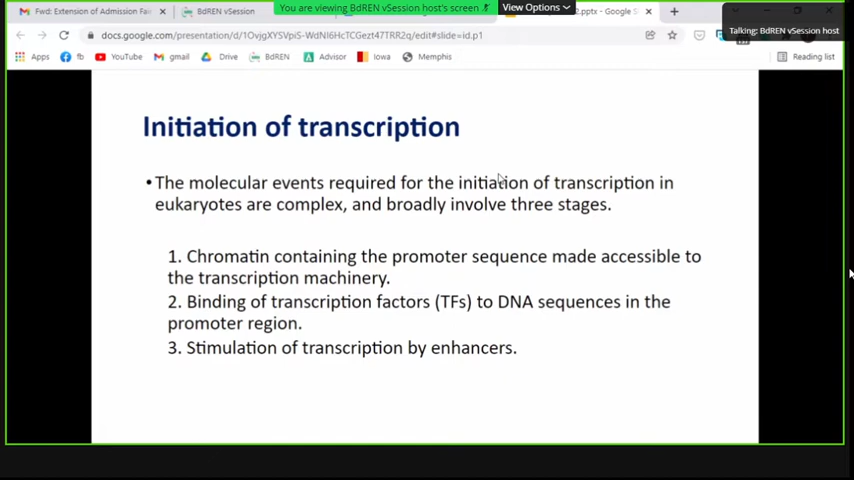 You are viewing BdREN vSession host's screen
View Options
Talking: BdREN vSession host
Fwd: Extension of Admission Fai
BdREN vSession
2.pptx - Google S
docs.google.com/presentation/d/1OvjgXYSVpiS-WdNI6HcTCGezt47TRR2q/edit#slide=id.p1
Apps fb YouTube gmail Drive BdREN Advisor Iowa Memphis Reading list
Initiation of transcription
•The molecular events required for the initiation of transcription in
eukaryotes are complex, and broadly involve three stages.
1. Chromatin containing the promoter sequence made accessible to
the transcription machinery.
2. Binding of transcription factors (TFs) to DNA sequences in the
promoter region.
3. Stimulation of transcription by enhancers.